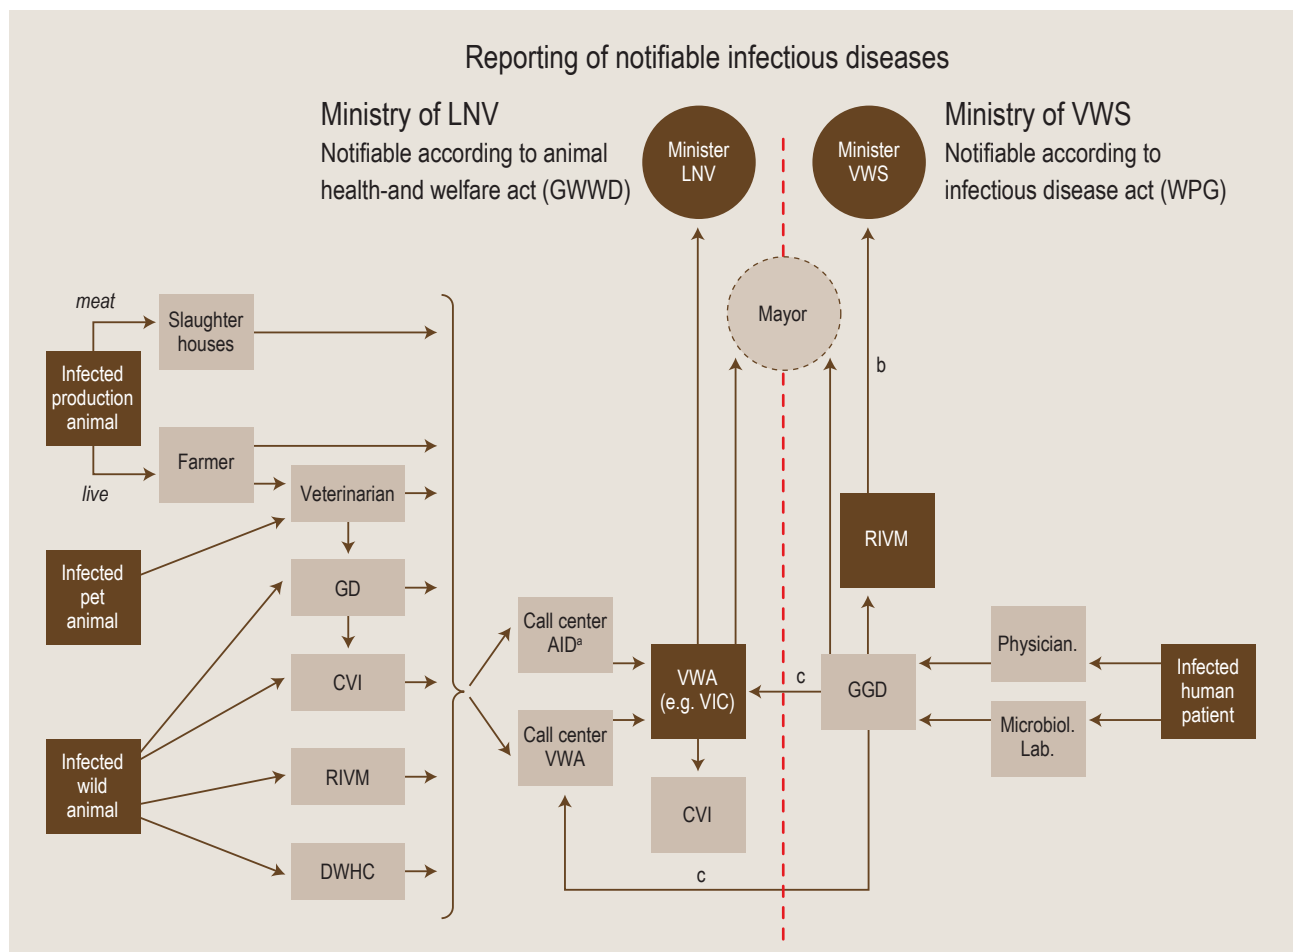 Reporting of notifiable infectious diseases
Ministry of LNV
Notifiable according to animal
health-and welfare act (GWWD)
Minister
LNV
Minister
VWS
Ministry of VWS
Notifiable according to
infectious disease act (WPG)
Mayor
meat
Slaughter
houses
Infected
production
animal
Farmer
live
Veterinarian
b
RIVM
Infected
pet
animal
GD
CVI
Call center
AIDª
Call center
VWA
VWA
(e.g. VIC)
c
GGD
Physician.
Microbiol.
Lab.
Infected
human
patient
Infected
wild
animal
RIVM
CVI
DWHC
c